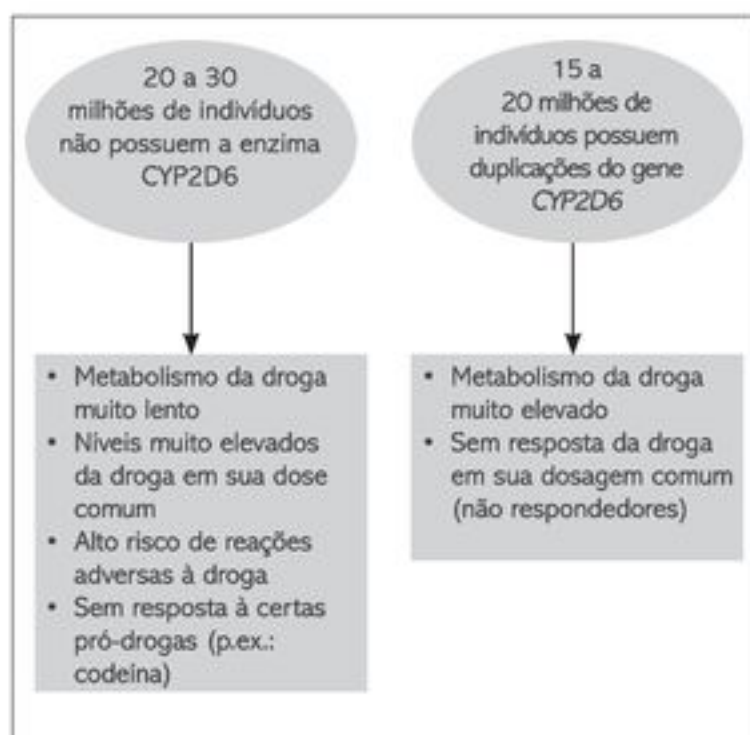 20 a 30
milhões de indivíduos
não possuem a enzima
CYP2D6
15 a
20 milhões de
indivíduos possuem
duplicações do gene
CYP2D6
• Metabolismo da droga
muito lento
• Níveis muito elevados
da droga em sua dose
comum
• Alto risco de reações
adversas à droga
• Sem resposta à certas
pró-drogas (p.ex.:
codeína)
• Metabolismo da droga
muito elevado
• Sem resposta da droga
em sua dosagem comum
(não respondedores)